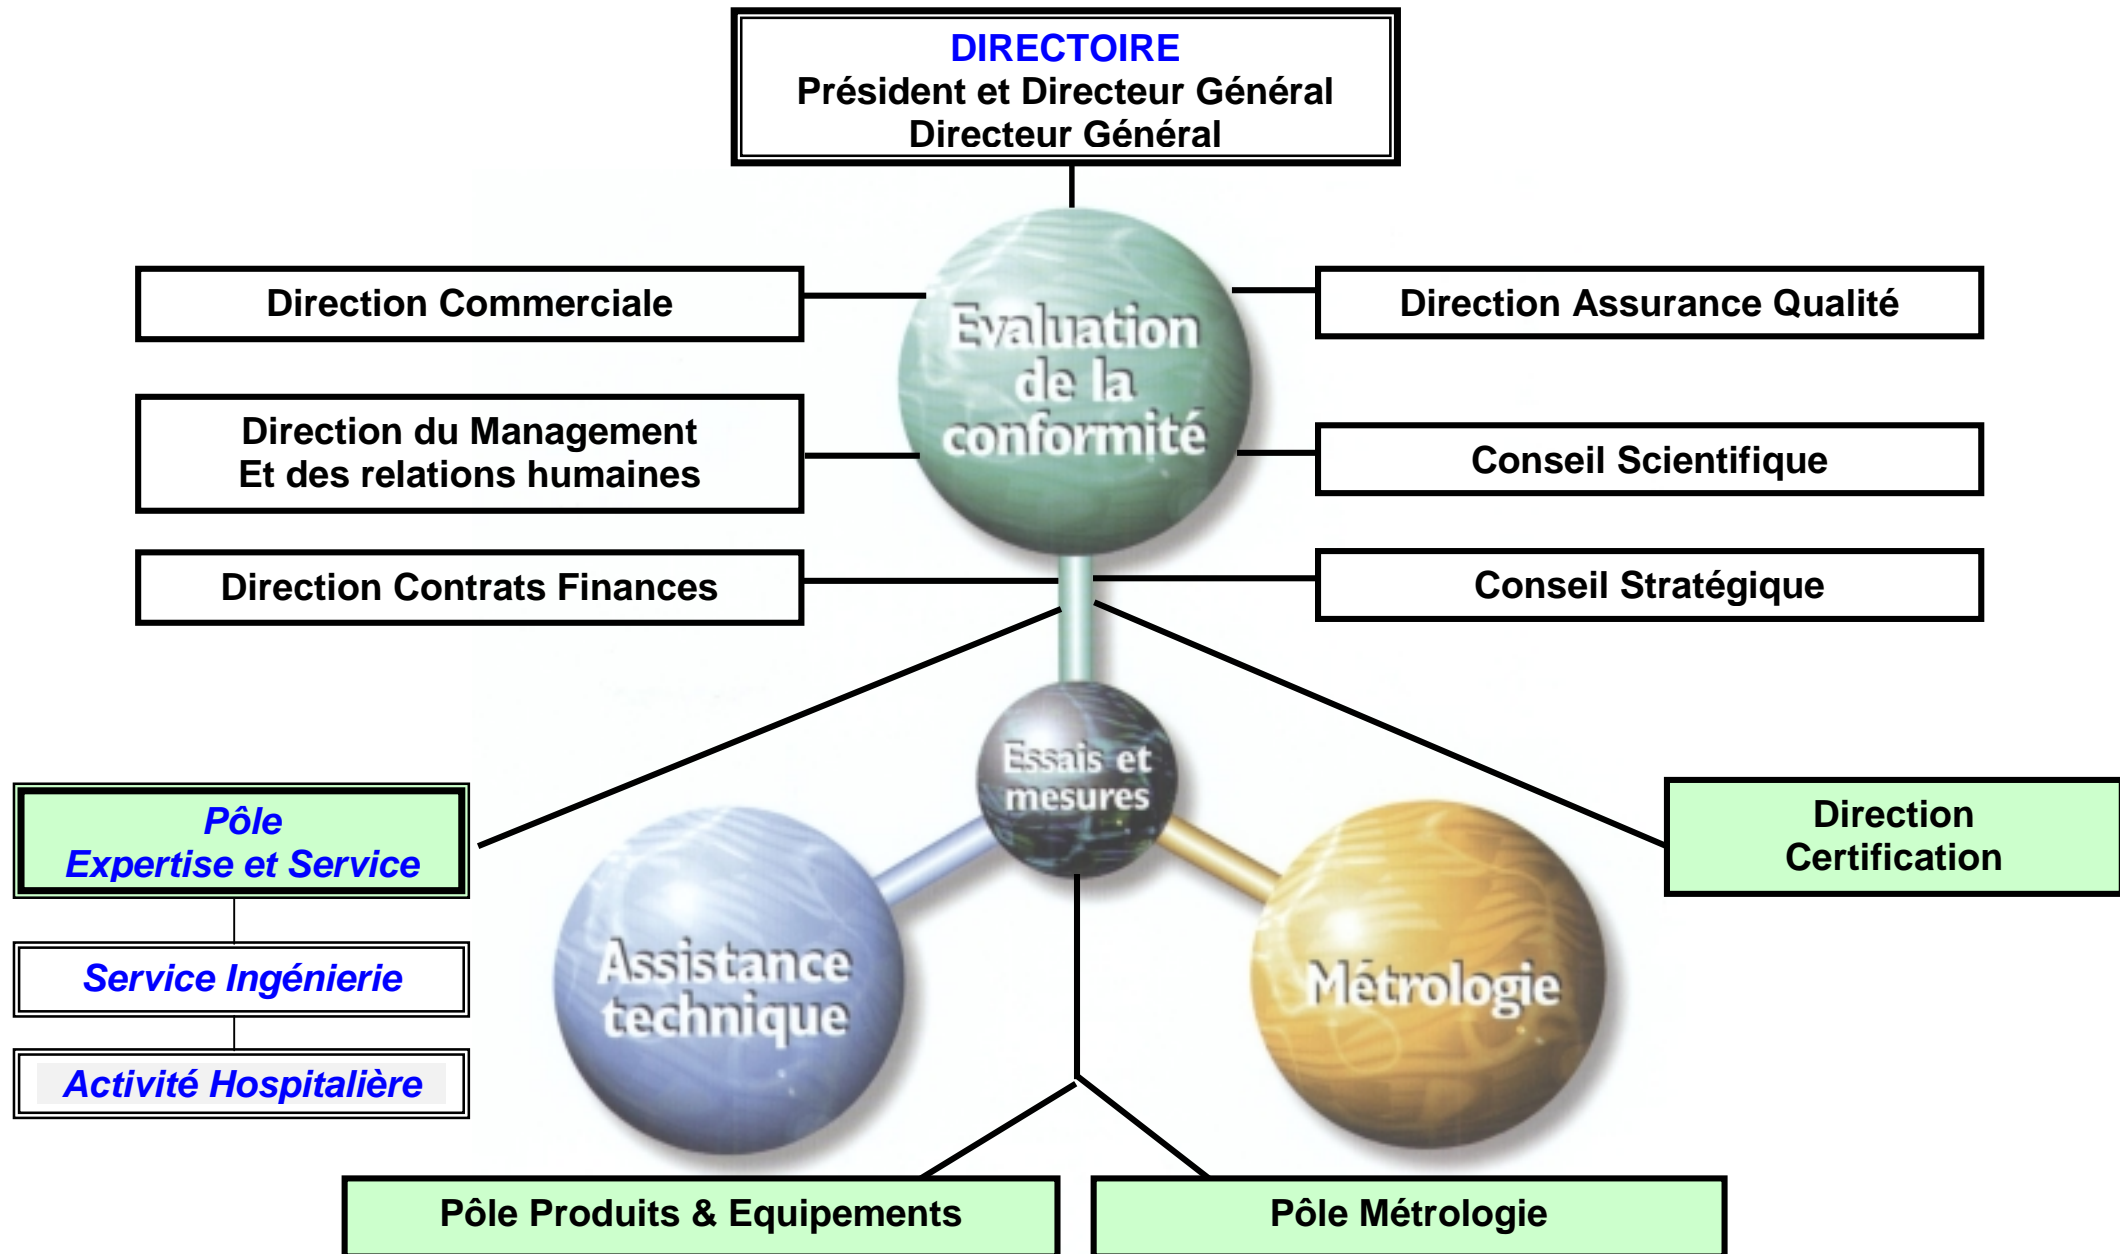 DIRECTOIRE
Président et Directeur Général
Directeur Général
Direction Commerciale
Direction Assurance Qualité
Evaluation
de la
conformité
Direction du Management
Et des relations humaines
Conseil Scientifique
Direction Contrats Finances
Conseil Stratégique
Essais et
mesures
Pôle
Expertise et Service
Direction
Certification
Service Ingénierie
Activité Hospitalière
Assistance
technique
Métrologie
Pôle Produits & Equipements
Pôle Métrologie